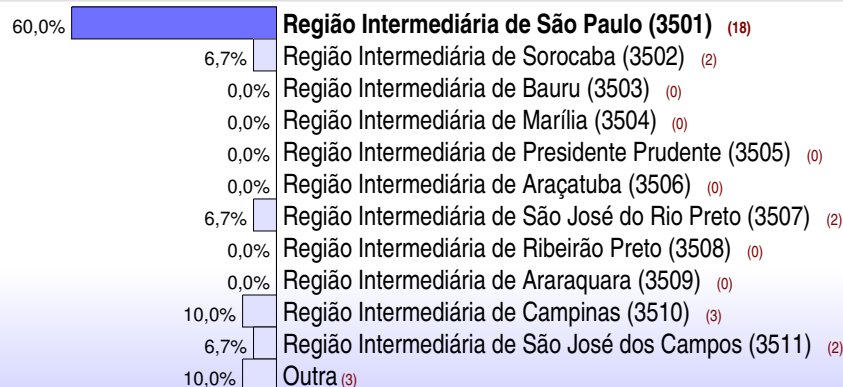 60,0% Região Intermediária de São Paulo (3501) (18)
6,7% Região Intermediária de Sorocaba (3502) (2)
0,0% Região Intermediária de Bauru (3503) (0)
0,0% Região Intermediária de Marília (3504) (0)
0,0% Região Intermediária de Presidente Prudente (3505) (0)
0,0% Região Intermediária de Araçatuba (3506) (0)
6,7% Região Intermediária de São José do Rio Preto (3507) (2)
0,0% Região Intermediária de Ribeirão Preto (3508) (0)
0,0% Região Intermediária de Araraquara (3509) (0)
10,0% Região Intermediária de Campinas (3510) (3)
6,7% Região Intermediária de São José dos Campos (3511) (2)
10,0% Outra (3)